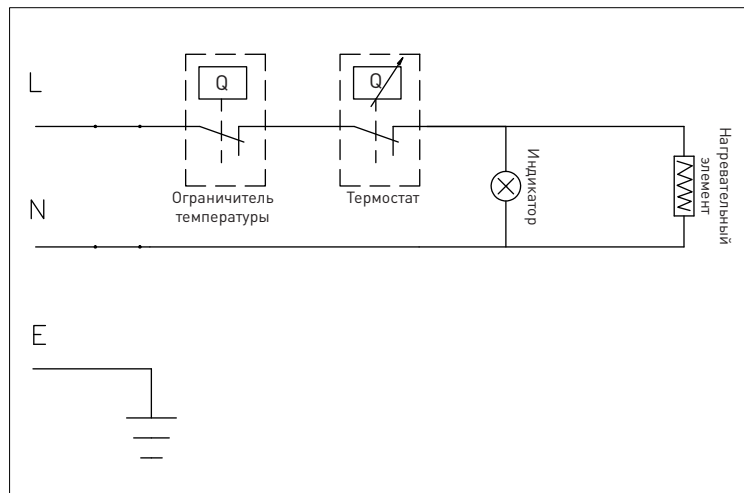 L
Q
Q
Ограничитель
температуры
Термостат
Индикатор
Нагревательный
элемент
N
E